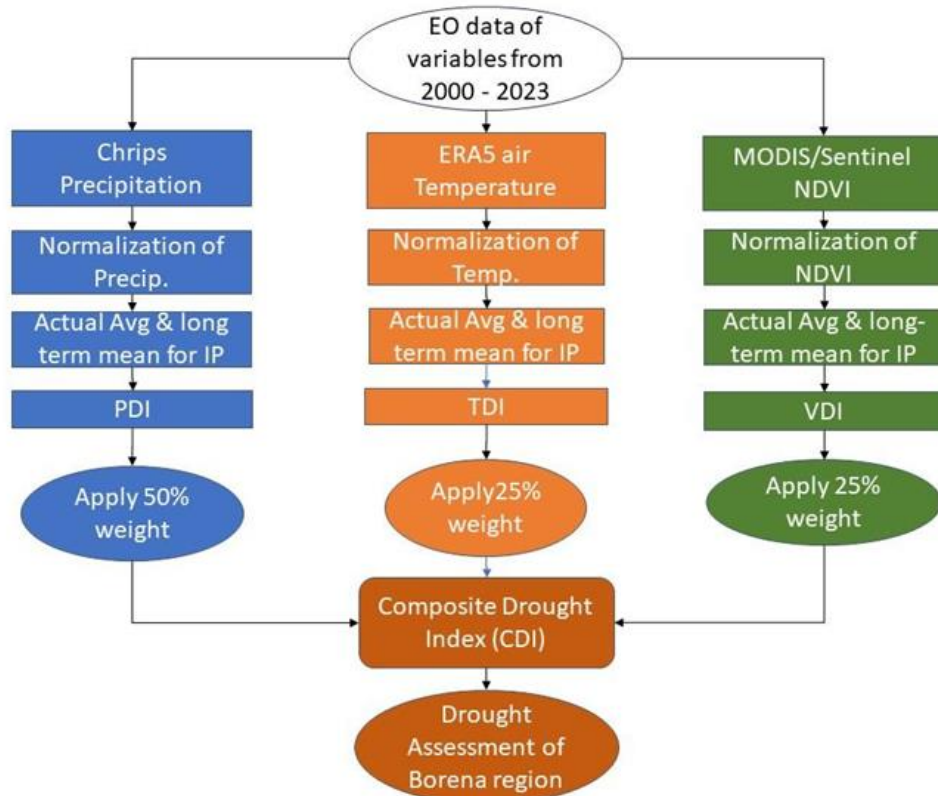 EO data of
variables from
2000 - 2023
Chrips
Precipitation
Normalization of
Precip.
Actual Avg & long
term mean for IP
PDI
Apply 50%
weight
ERA5 air
Temperature
Normalization of
Temp.
Actual Avg & long
term mean for IP
TDI
Apply25%
weight
MODIS/Sentinel
NDVI
Normalization of
NDVI
Actual Avg & long-
term mean for IP
VDI
Apply 25%
weight
Composite Drought
Index (CDI)
Drought
Assessment of
Borena region